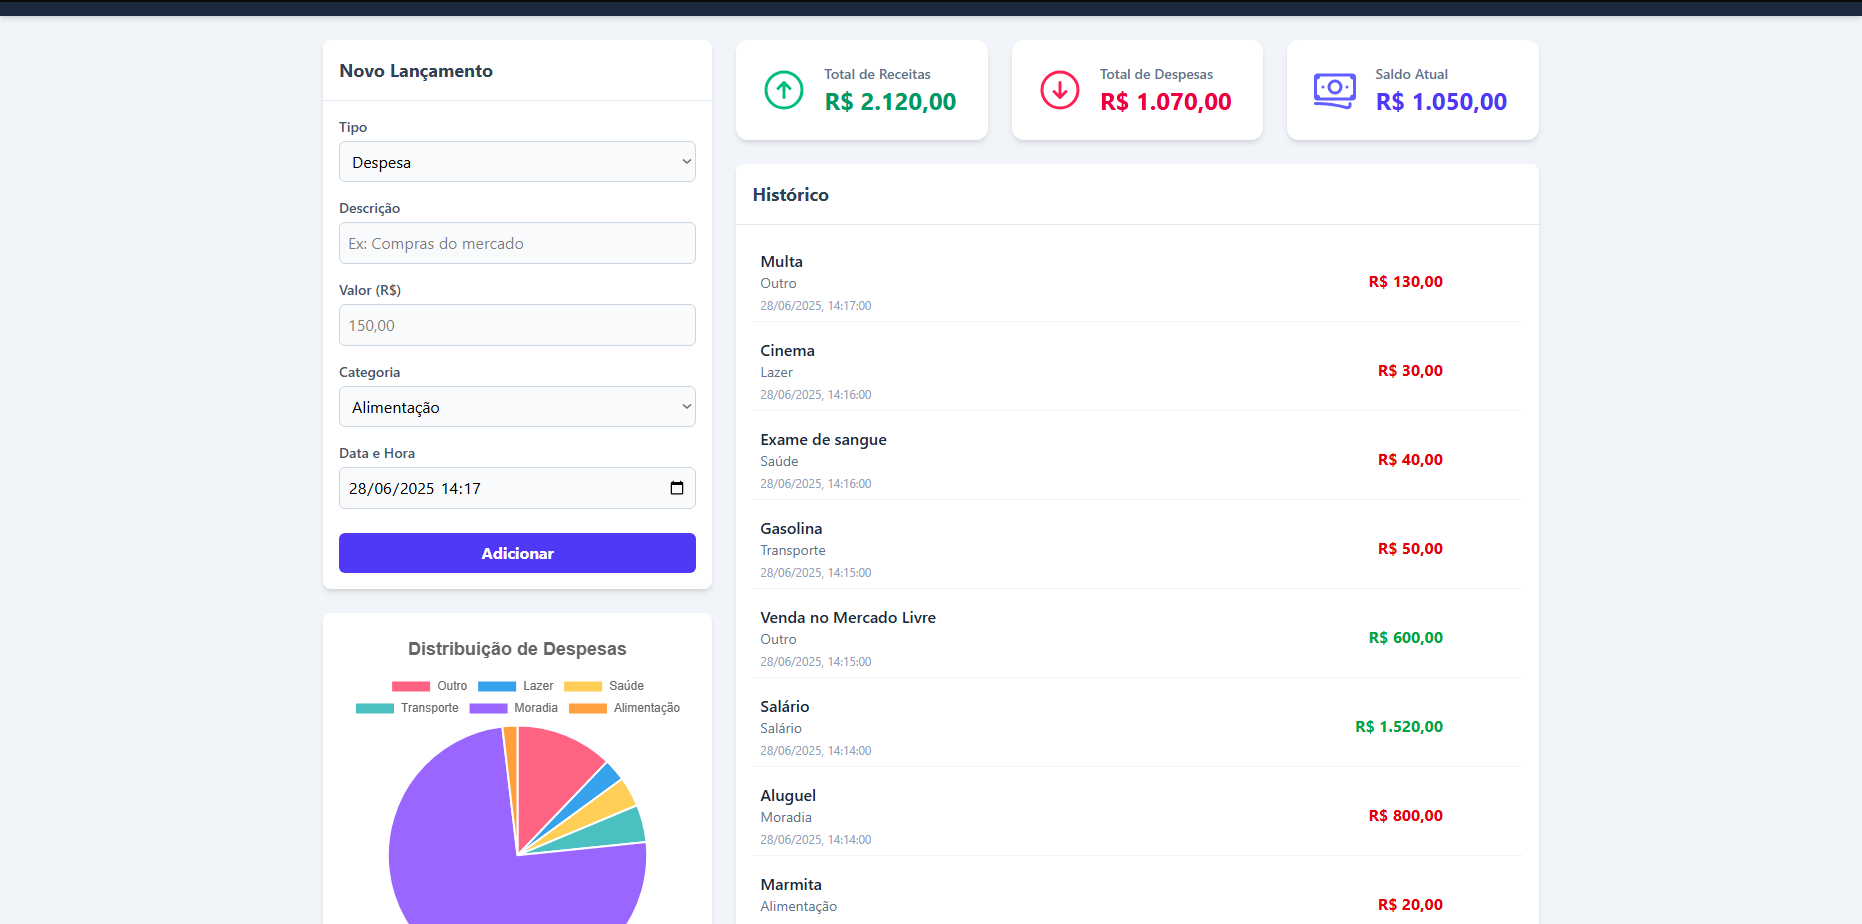 Novo Lançamento
Tipo
Despesa
Descrição
Ex: Compras do mercado
Valor (R$)
150,00
Categoria
Alimentação
Data e Hora
28/06/2025 14:17
Adicionar
Distribuição de Despesas
Outro Lazer Saúde
Transporte Moradia Alimentação
Total de Receitas
R$ 2.120,00
Total de Despesas
R$ 1.070,00
Saldo Atual
R$ 1.050,00
Histórico
Multa
Outro
28/06/2025, 14:17:00
R$ 130,00
Cinema
Lazer
28/06/2025, 14:16:00
R$ 30,00
Exame de sangue
Saúde
28/06/2025, 14:16:00
R$ 40,00
Gasolina
Transporte
28/06/2025, 14:15:00
R$ 50,00
Venda no Mercado Livre
Outro
28/06/2025, 14:15:00
R$ 600,00
Salário
Salário
28/06/2025, 14:14:00
R$ 1.520,00
Aluguel
Moradia
28/06/2025, 14:14:00
R$ 800,00
Marmita
Alimentação
R$ 20,00